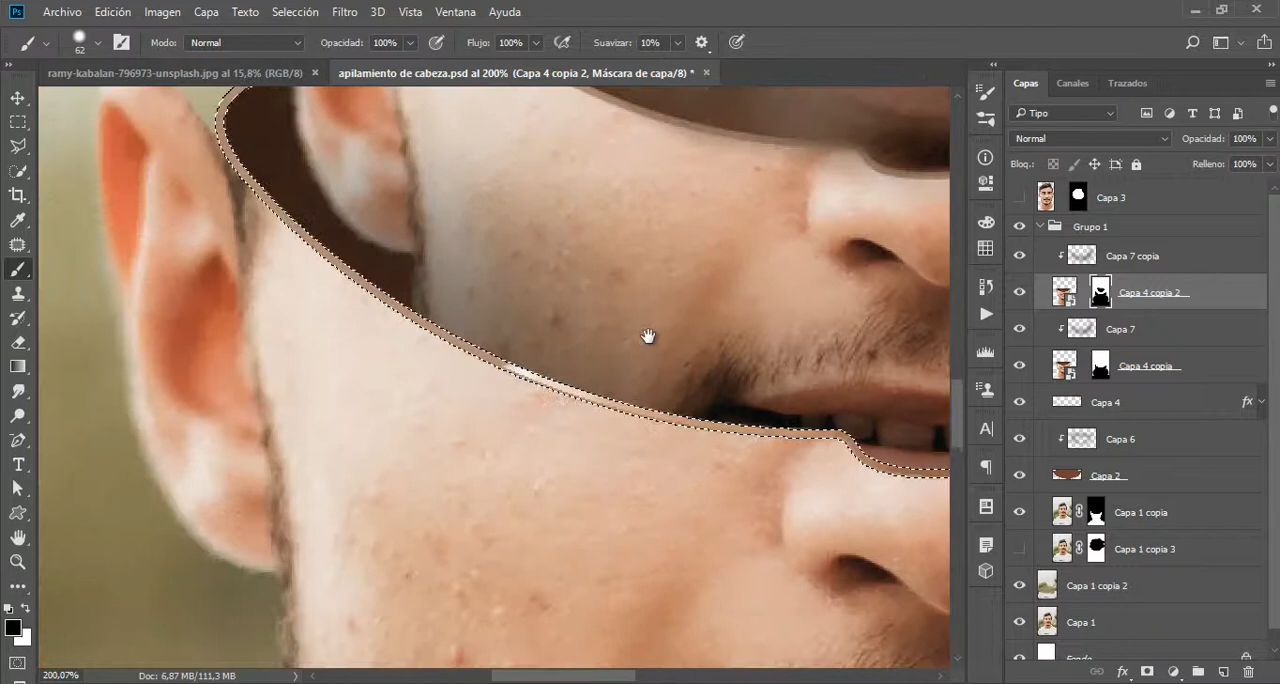 Ps Archivo Edición Imagen Capa Texto Selección Filtro 3D Vista Ventana Ayuda
62 Modo: Normal Opacidad: 100% Flujo: 100% Suavizar: 10%
ramy-kabalan-796973-unsplash.jpg al 15,8% (RGB/8) × apilamiento de cabeza.psd al 200% (Capa 4 copia 2, Máscara de capa/8) * ×
Capas Canales Trazados
Tipo
Normal Opacidad: 100%
Bloq.: Relleno: 100%
Capa 3
Grupo 1
Capa 7 copia
Capa 4 copia 2
Capa 7
Capa 4 copia
Capa 4 fx
Capa 6
Capa 2
Capa 1 copia
Capa 1 copia 3
Capa 1 copia 2
Capa 1
Fondo
200,07% Doc: 6,87 MB/111,3 MB fx